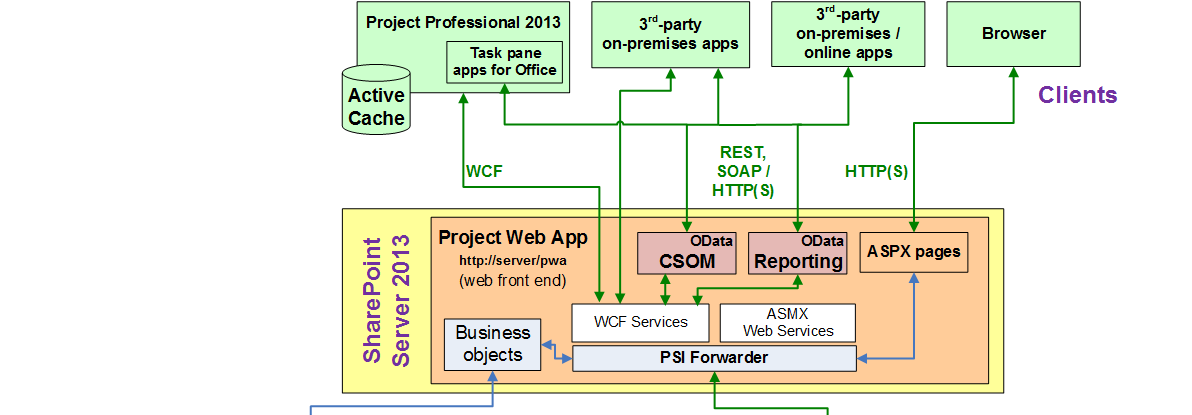 Project Professional 2013
Task pane
apps for Office
Active
Cache
3rd-party
on-premises apps
3rd-party
on-premises /
online apps
Browser
Clients
WCF
REST,
SOAP /
HTTP(S)
HTTP(S)
SharePoint
Server 2013
Project Web App
http://server/pwa
(web front end)
OData
CSOM
OData
Reporting
ASPX pages
WCF Services
ASMX
Web Services
Business
objects
PSI Forwarder